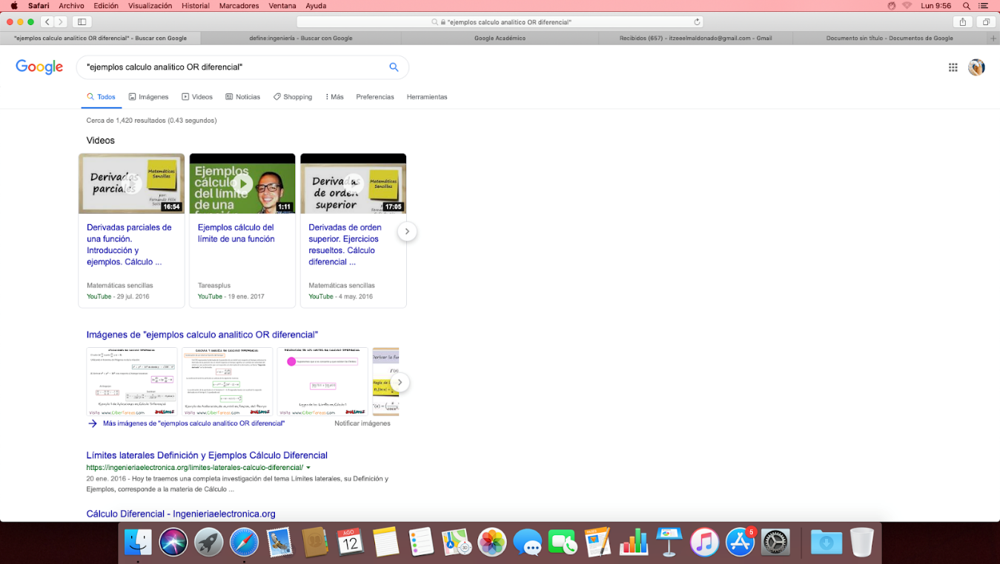 Safari Archivo Edición Visualización Historial Marcadores Ventana Ayuda
Lun 9:56
"ejemplos calculo analitico OR diferencial"
"ejemplos calculo analitico OR diferencial" - Buscar con Google
define:ingeniería - Buscar con Google
Google Académico
Recibidos (657) - itzeeelmaldonado@gmail.com - Gmail
Documento sin título - Documentos de Google
Google
"ejemplos calculo analitico OR diferencial"
Todos Imágenes Videos Noticias Shopping Más Preferencias Herramientas
Cerca de 1,420 resultados (0.43 segundos)
Videos
Derivadas
parciales
Matemáticas
Sencillas
16:54
Derivadas parciales de
una función.
Introducción y
ejemplos. Cálculo ...
Matemáticas sencillas
YouTube - 29 jul. 2016
Ejemplos
cálculo
del límite
de una
1:11
Ejemplos cálculo del
límite de una función
Tareasplus
YouTube - 19 ene. 2017
Derivadas
de orden
superior
Matemáticas
Sencillas
17:05
Derivadas de orden
superior. Ejercicios
resueltos. Cálculo
diferencial ...
Matemáticas sencillas
YouTube - 4 may. 2016
Imágenes de "ejemplos calculo analitico OR diferencial"
Visita www.CiberTareas.com
Visita www.CiberTareas.com
Visita www.CiberTareas.com
Más imágenes de "ejemplos calculo analitico OR diferencial"
Notificar imágenes
Límites laterales Definición y Ejemplos Cálculo Diferencial
https://ingenieriaelectronica.org/limites-laterales-calculo-diferencial/
20 ene. 2016 - Hoy te traemos una completa investigación del tema Límites laterales, su Definición y
Ejemplos, corresponde a la materia de Cálculo ...
Cálculo Diferencial - Ingenieriaelectronica.org
AGO
12
5